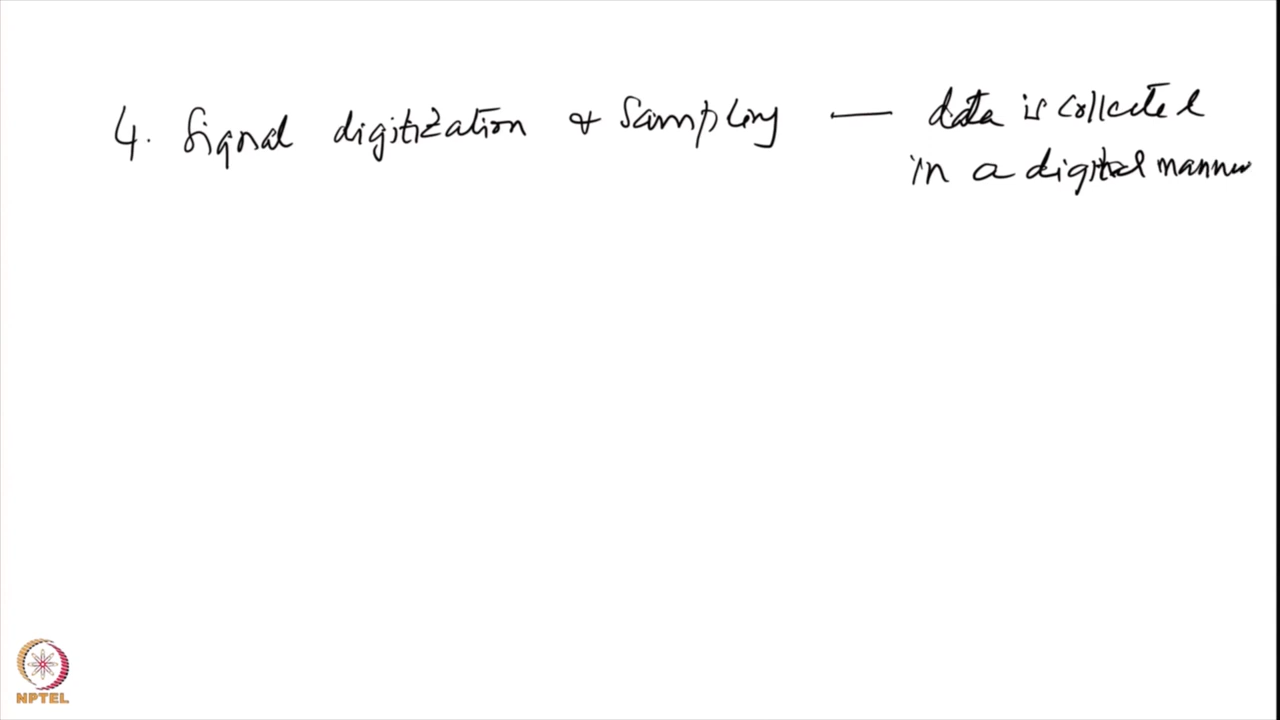 4. Signal digitization & Sampling — data is collected
in a digital manner
NPTEL